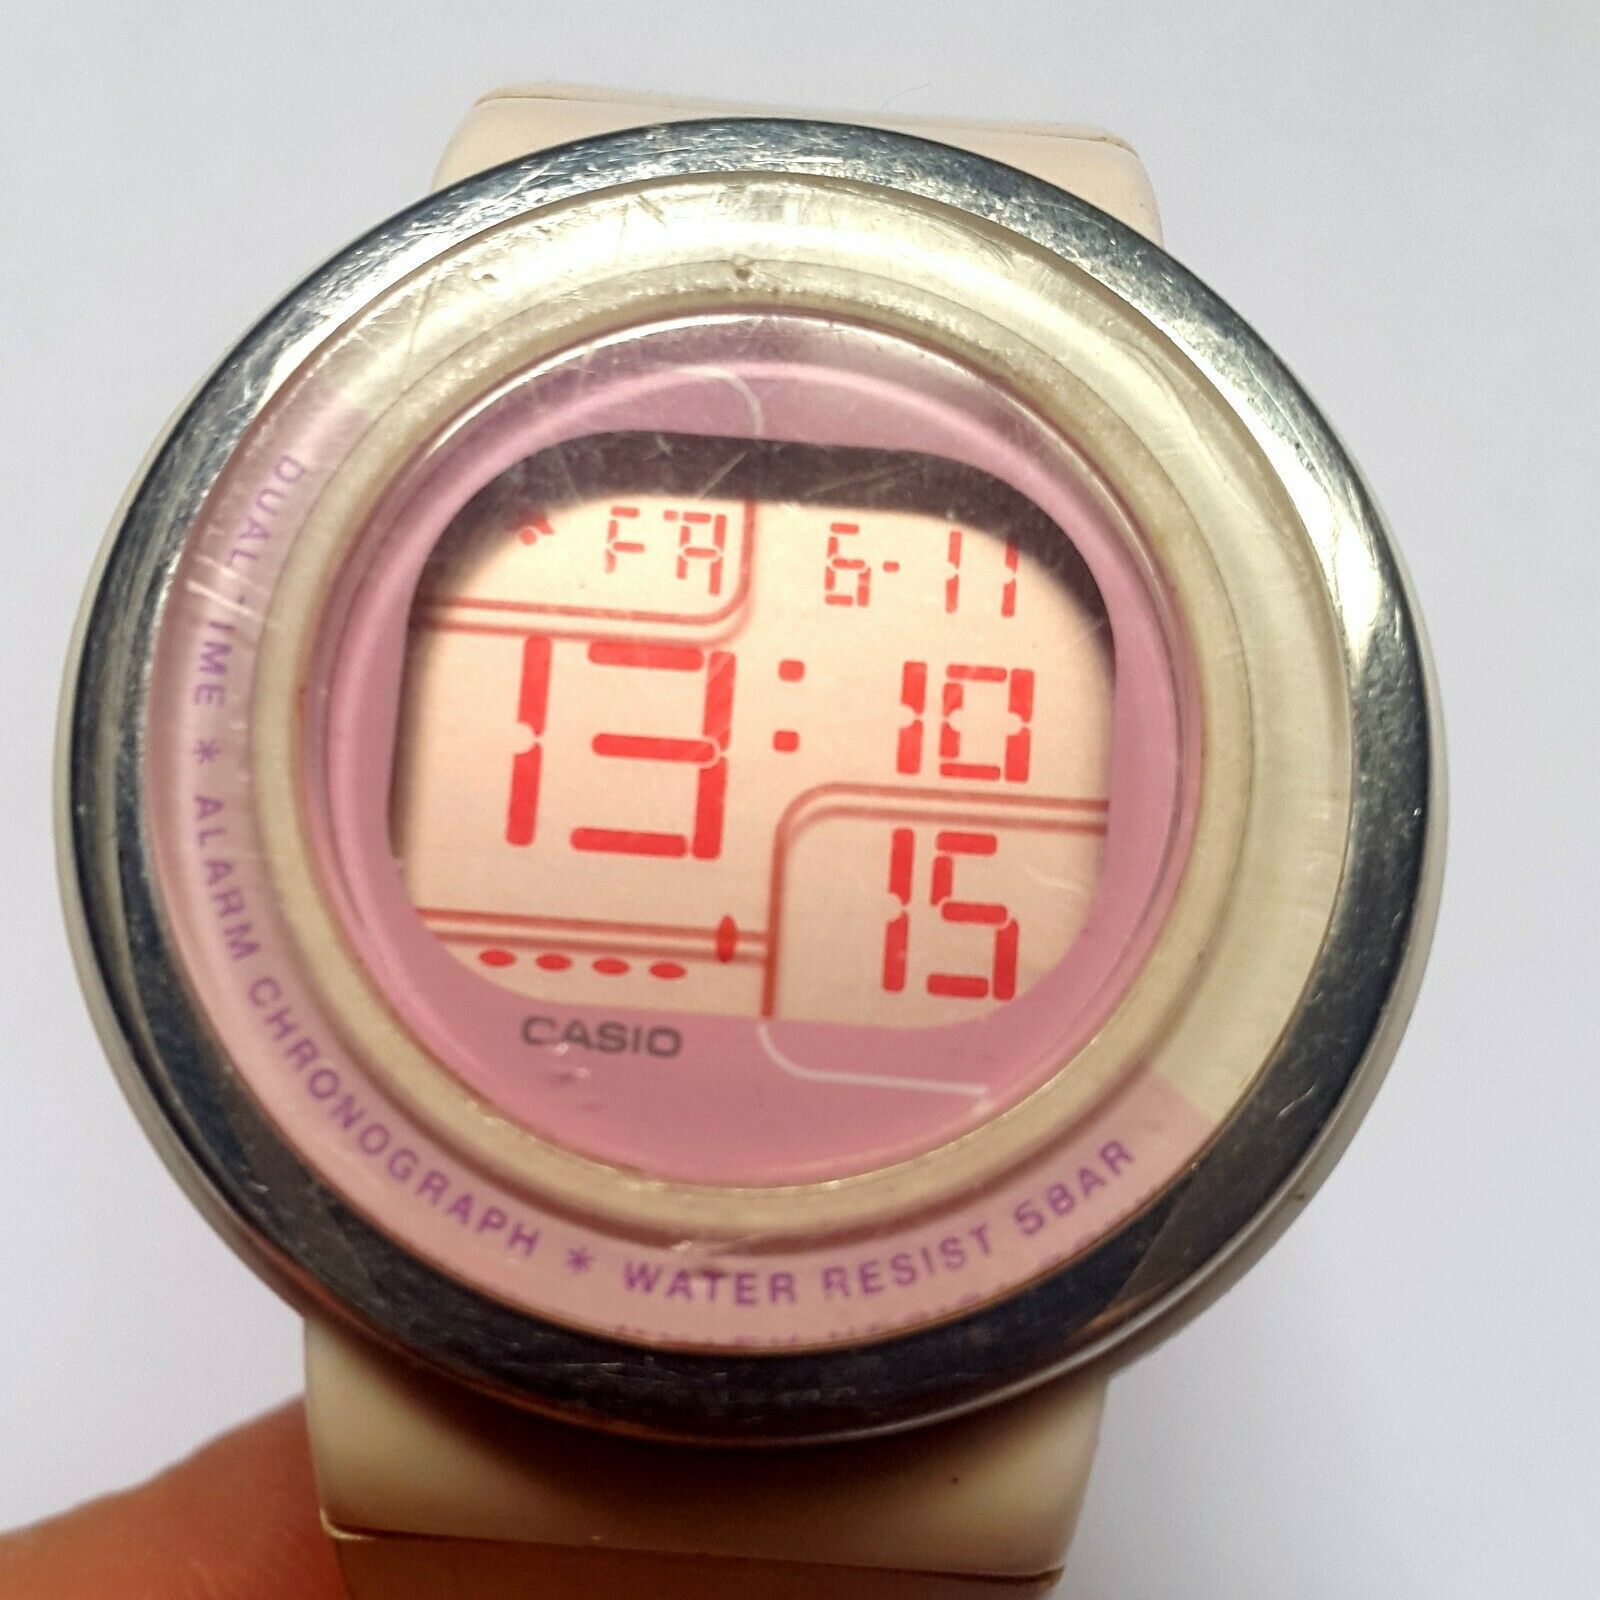 FR 6-11
13:10
15
CASIO
DUAL TIME * ALARM CHRONOGRAPH * WATER RESIST 5BAR